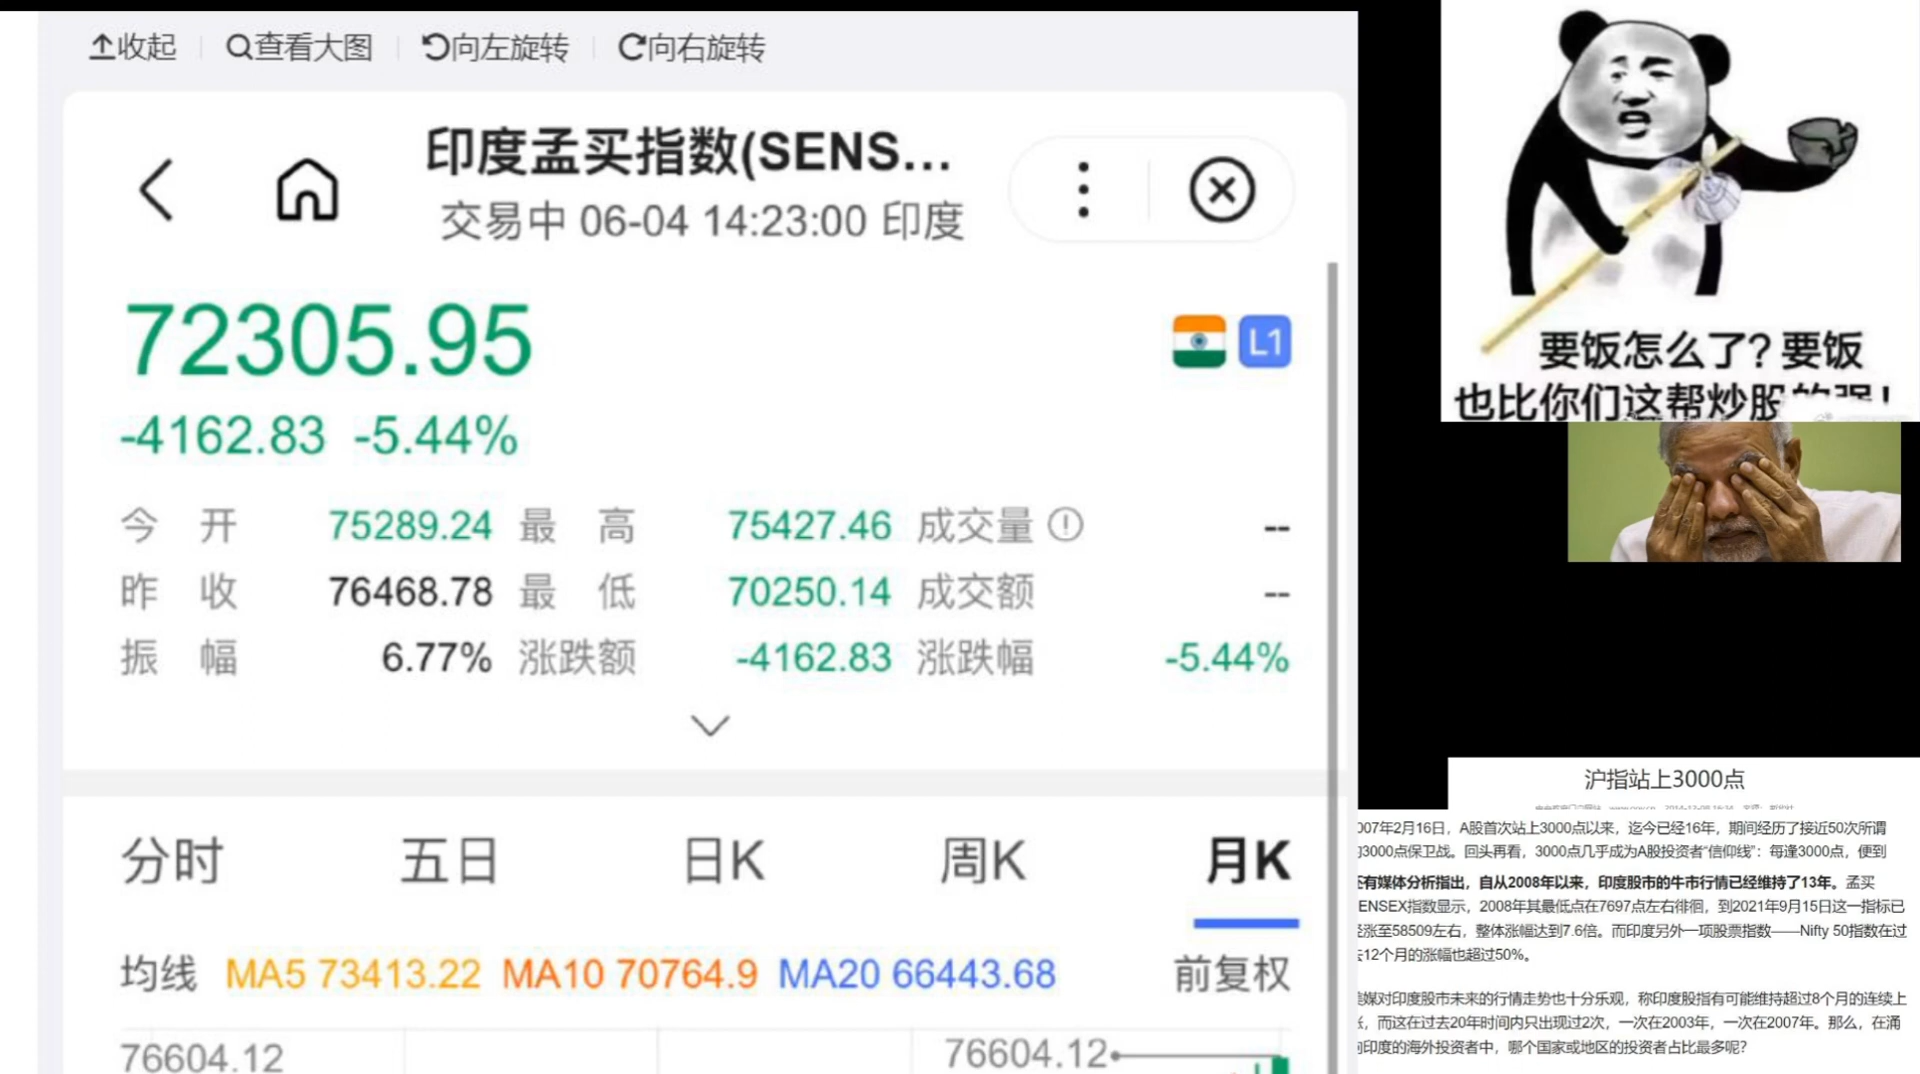 收起
查看大图
向左旋转
向右旋转
印度孟买指数(SENS...
交易中 06-04 14:23:00 印度
72305.95
L1
-4162.83 -5.44%
今开 75289.24 最高 75427.46 成交量 --
昨收 76468.78 最低 70250.14 成交额 --
振幅 6.77% 涨跌额 -4162.83 涨跌幅 -5.44%
分时 五日 日K 周K 月K
均线 MA5 73413.22 MA10 70764.9 MA20 66443.68 前复权
76604.12
76604.12
要饭怎么了?要饭
也比你们这帮炒股的强!
沪指站上3000点
007年2月16日，A股首次站上3000点以来，迄今已经16年，期间经历了接近50次所谓
3000点保卫战。回头再看，3000点几乎成为A股投资者“信仰线”：每逢3000点，便到
有媒体分析指出，自从2008年以来，印度股市的牛市行情已经维持了13年。孟买
ENSEX指数显示，2008年其最低点在7697点左右徘徊，到2021年9月15日这一指标已
涨至58509左右，整体涨幅达到7.6倍。而印度另外一项股票指数——Nifty 50指数在过
12个月的涨幅也超过50%。
媒对印度股市未来的行情走势也十分乐观，称印度股指有可能维持超过8个月的连续上
，而这在过去20年时间内只出现过2次，一次在2003年，一次在2007年。那么，在涌
印度的海外投资者中，哪个国家或地区的投资者占比最多呢?